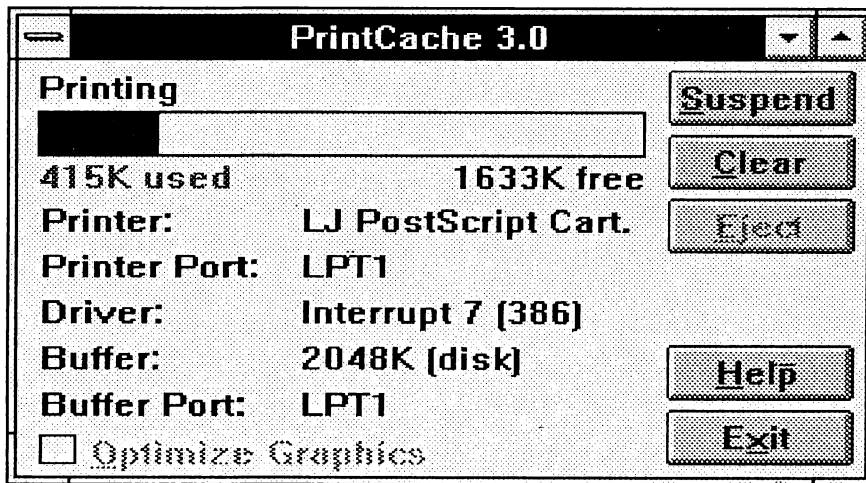 PrintCache 3.0
Printing
Suspend
415K used 1633K free
Clear
Printer: LJ PostScript Cart.
Eject
Printer Port: LPT1
Driver: Interrupt 7 (386)
Buffer: 2048K (disk)
Help
Buffer Port: LPT1
Exit
Optimize Graphics